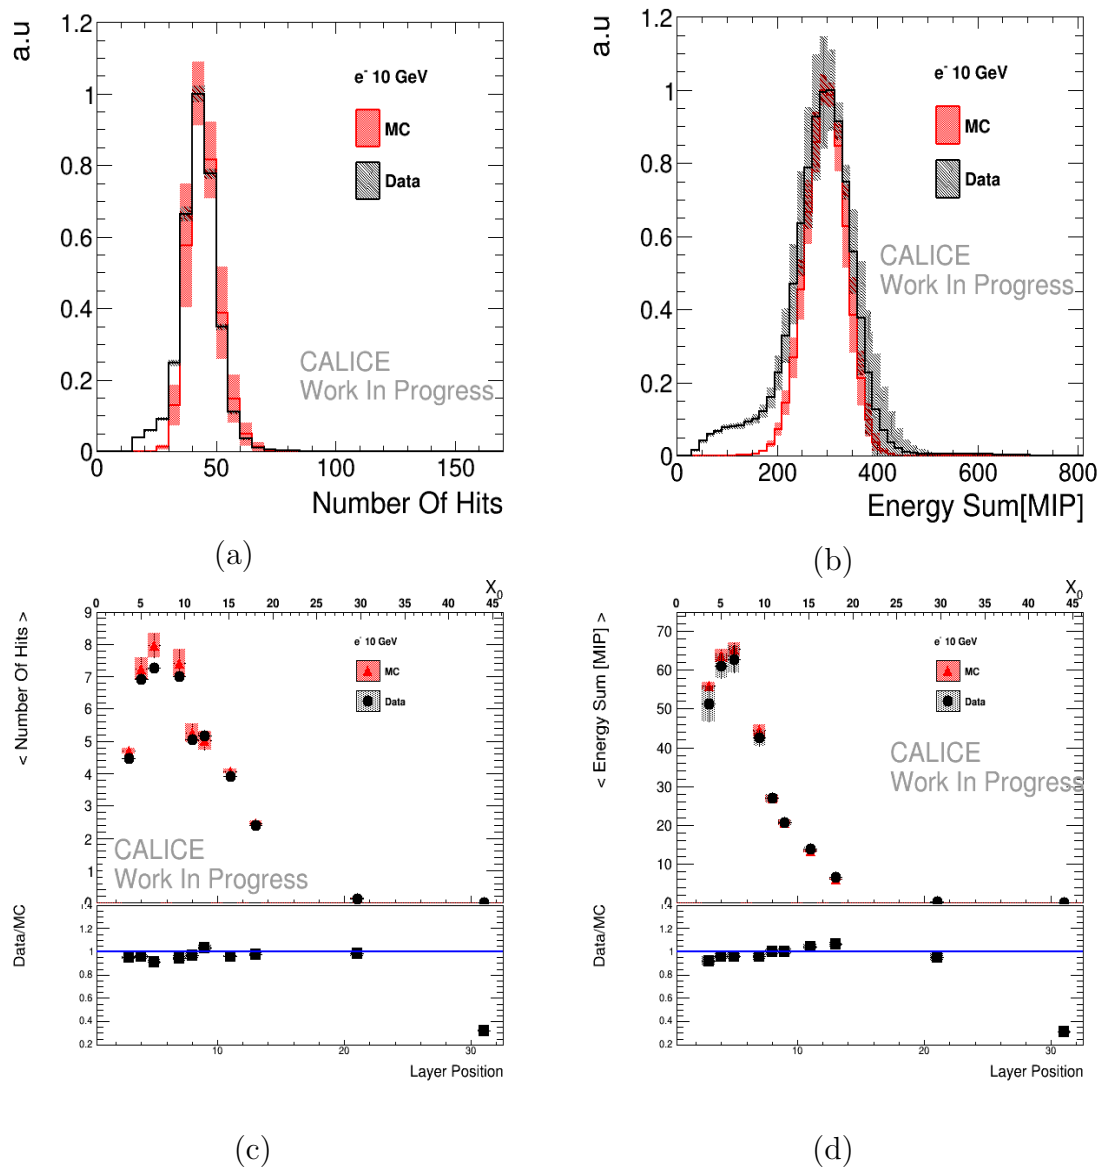 a.u
1.2
1
0.8
0.6
0.4
0.2
0
e⁻ 10 GeV
MC
Data
CALICE
Work In Progress
0 50 100 150
Number Of Hits
(a)
a.u
1.2
1
0.8
0.6
0.4
0.2
0
e⁻ 10 GeV
MC
Data
CALICE
Work In Progress
0 200 400 600 800
Energy Sum[MIP]
(b)
X₀
0 5 10 15 20 25 30 35 40 45
< Number Of Hits >
9
8
7
6
5
4
3
2
1
0
e⁻ 10 GeV
MC
Data
CALICE
Work In Progress
Data/MC
1.4
1.2
1
0.8
0.6
0.4
0.2
10 20 30
Layer Position
(c)
X₀
0 5 10 15 20 25 30 35 40 45
< Energy Sum [MIP] >
70
60
50
40
30
20
10
0
e⁻ 10 GeV
MC
Data
CALICE
Work In Progress
Data/MC
1.4
1.2
1
0.8
0.6
0.4
0.2
10 20 30
Layer Position
(d)